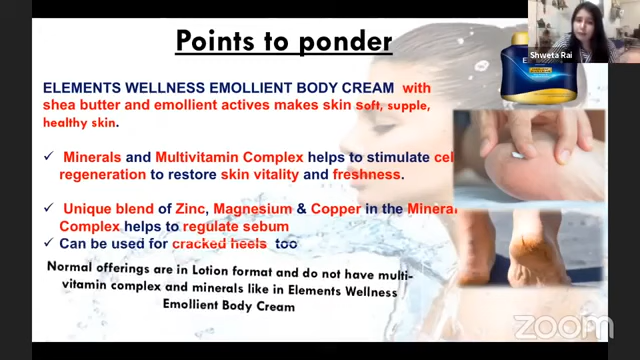 Points to ponder
Shweta Rai
ELEMENTS WELLNESS EMOLLIENT BODY CREAM with
shea butter and emollient actives makes skin soft, supple,
healthy skin.
✓ Minerals and Multivitamin Complex helps to stimulate cel
regeneration to restore skin vitality and freshness.
✓ Unique blend of Zinc, Magnesium & Copper in the Mineral
Complex helps to regulate sebum
✓ Can be used for cracked heels too
Normal offerings are in Lotion format and do not have multi-
vitamin complex and minerals like in Elements Wellness
Emollient Body Cream
zoom